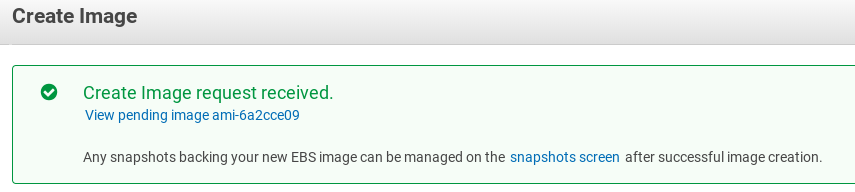 Create Image
Create Image request received.
View pending image ami-6a2cce09
Any snapshots backing your new EBS image can be managed on the snapshots screen after successful image creation.